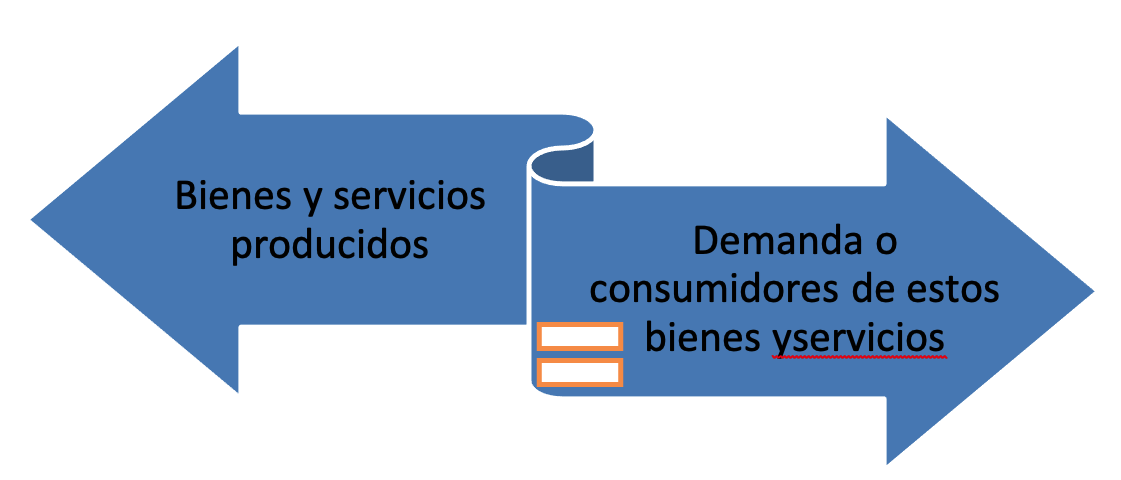 Bienes y servicios
producidos
Demanda o
consumidores de estos
bienes yservicios